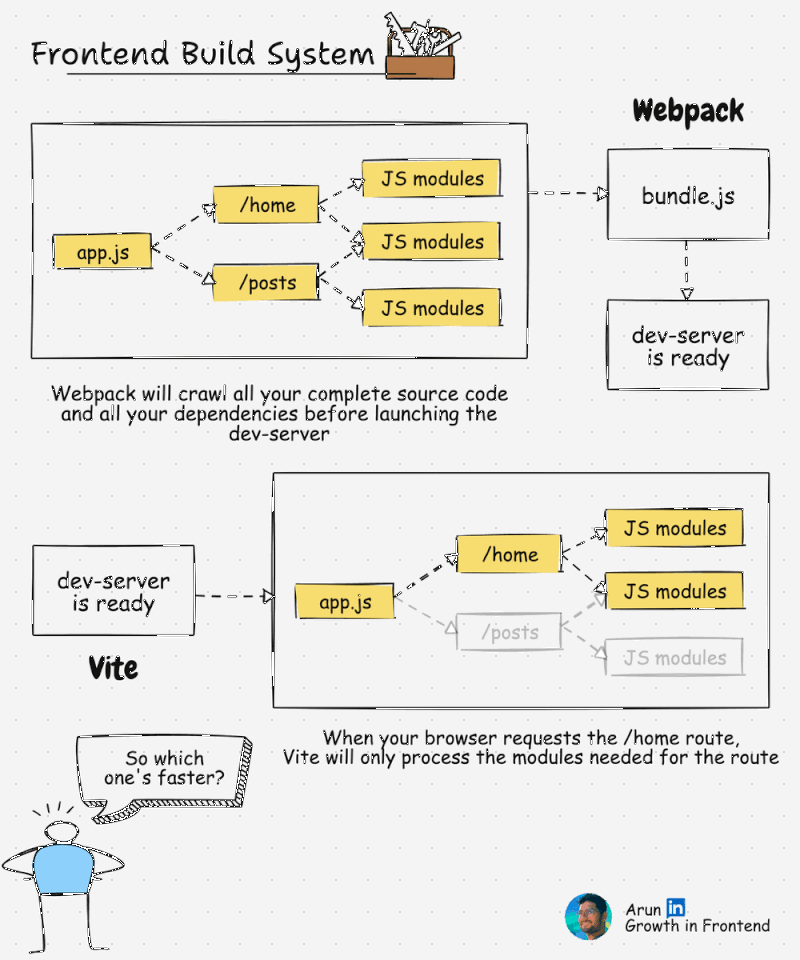 Frontend Build System
Webpack
app.js
/home
/posts
JS modules
JS modules
JS modules
bundle.js
dev-server
is ready
Webpack will crawl all your complete source code
and all your dependencies before launching the
dev-server
dev-server
is ready
Vite
app.js
/home
/posts
JS modules
JS modules
JS modules
When your browser requests the /home route,
Vite will only process the modules needed for the route
So which
one's faster?
Arun in
Growth in Frontend